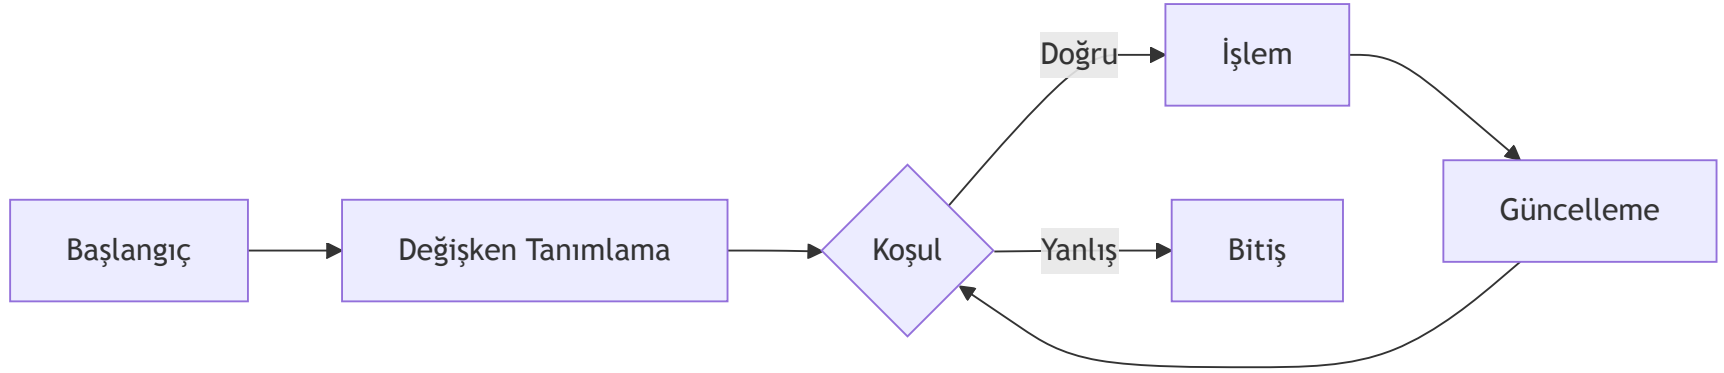 Başlangıç
Değişken Tanımlama
Koşul
Doğru
İşlem
Güncelleme
Yanlış
Bitiş